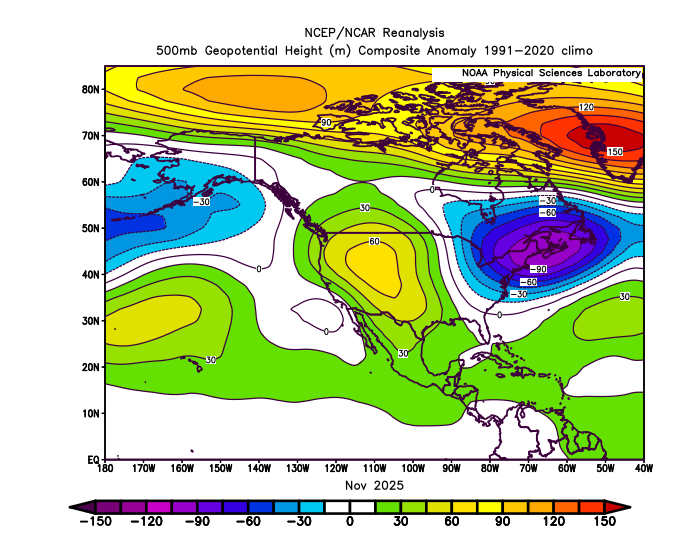 NCEP/NCAR Reanalysis
500mb Geopotential Height (m) Composite Anomaly 1991−2020 climo
NOAA Physical Sciences Laboratory
80N
90
120
70N
150
60N
0
−30
30
−30
−60
50N
60
0
−90
40N
−60
−30
30
30N
0
0
30
30
20N
10N
EQ
180 170W 160W 150W 140W 130W 120W 110W 100W 90W 80W 70W 60W 50W 40W
Nov 2025
−150 −120 −90 −60 −30 0 30 60 90 120 150